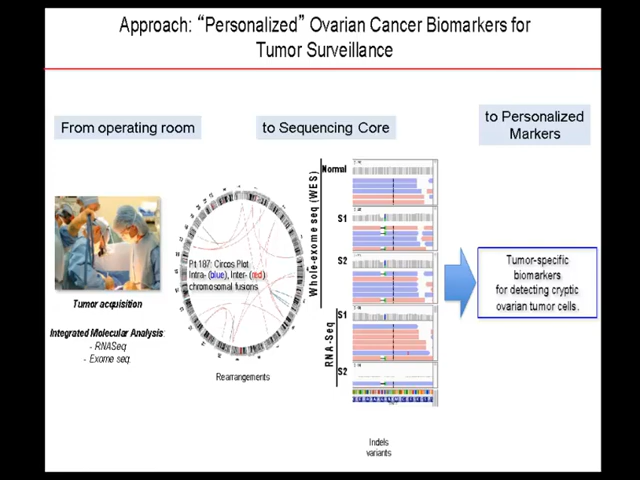 Approach: “Personalized” Ovarian Cancer Biomarkers for
Tumor Surveillance
From operating room
to Sequencing Core
to Personalized
Markers
Tumor acquisition
Integrated Molecular Analysis:
- RNASeq
- Exome seq.
Pt 187: Circos Plot
Intra- (blue), Inter- (red)
chromosomal fusions
Rearrangements
Whole-exome seq (WES)
Normal
S1
S2
RNA-Seq
S1
S2
Indels
variants
Tumor-specific
biomarkers
for detecting cryptic
ovarian tumor cells.